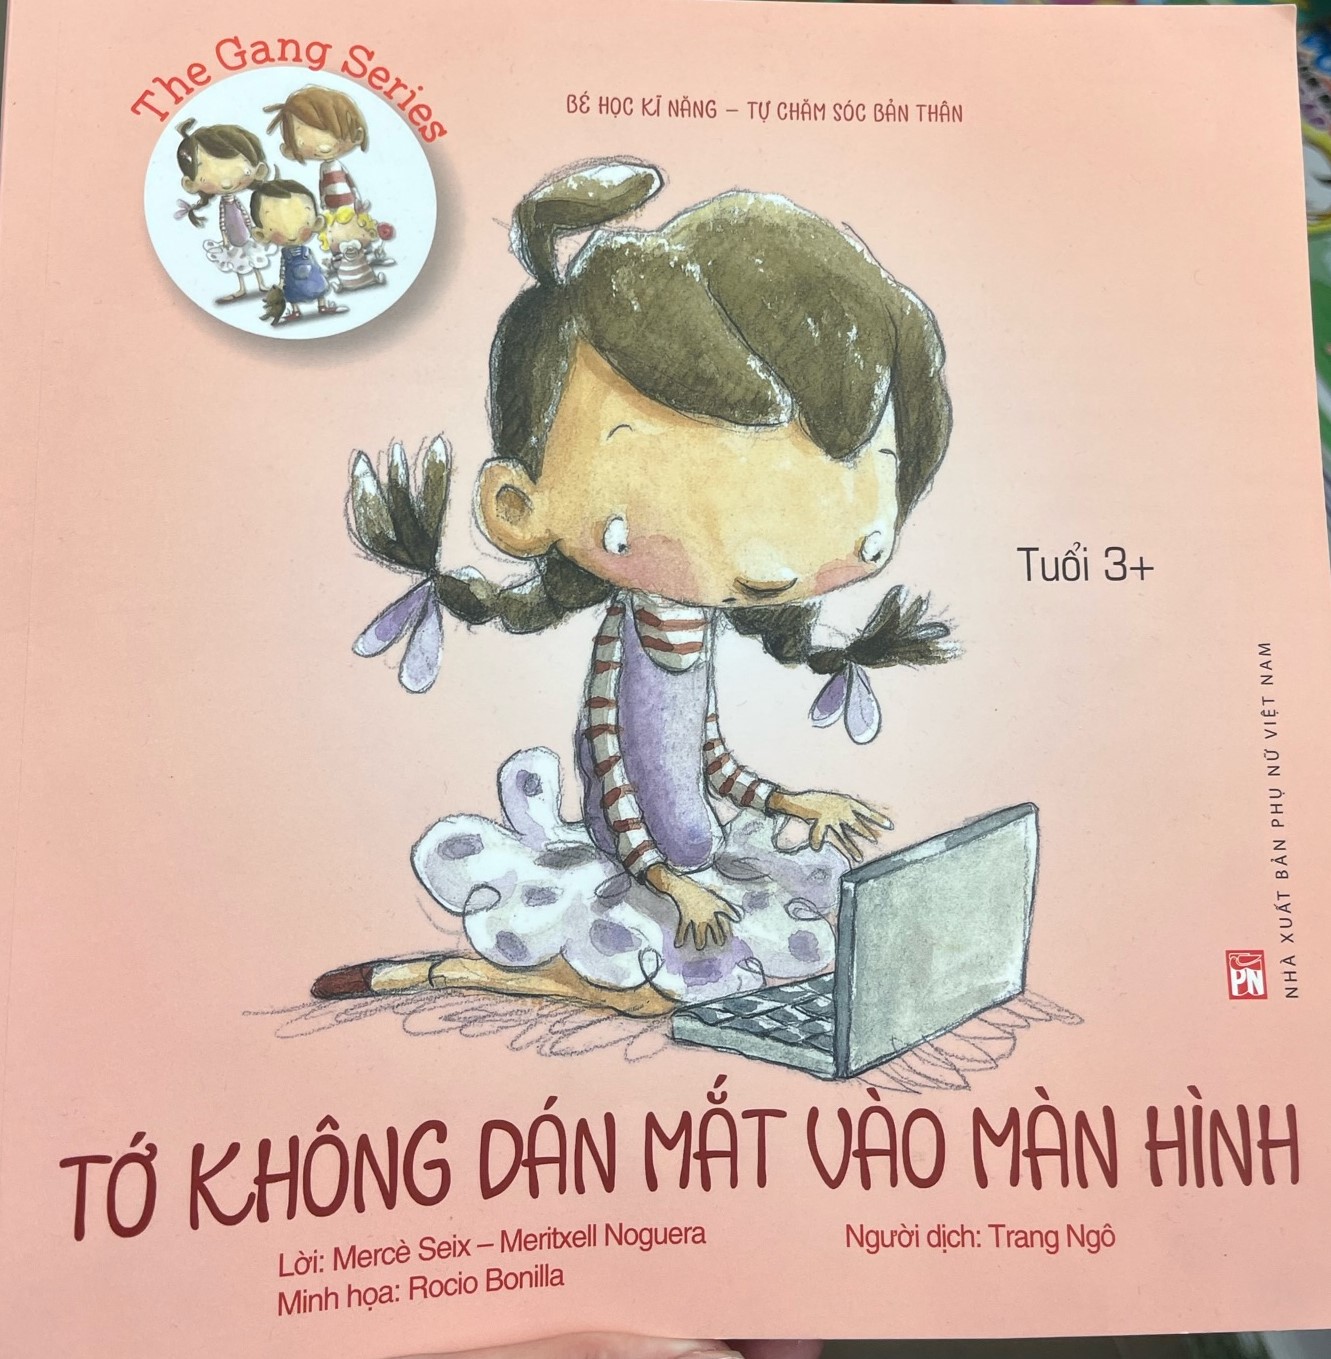 The Gang Series
BÉ HỌC KĨ NĂNG – TỰ CHĂM SÓC BẢN THÂN
Tuổi 3+
NHÀ XUẤT BẢN PHỤ NỮ VIỆT NAM
PN
TỚ KHÔNG DÁN MẮT VÀO MÀN HÌNH
Lời: Mercè Seix – Meritxell Noguera
Minh họa: Rocio Bonilla
Người dịch: Trang Ngô